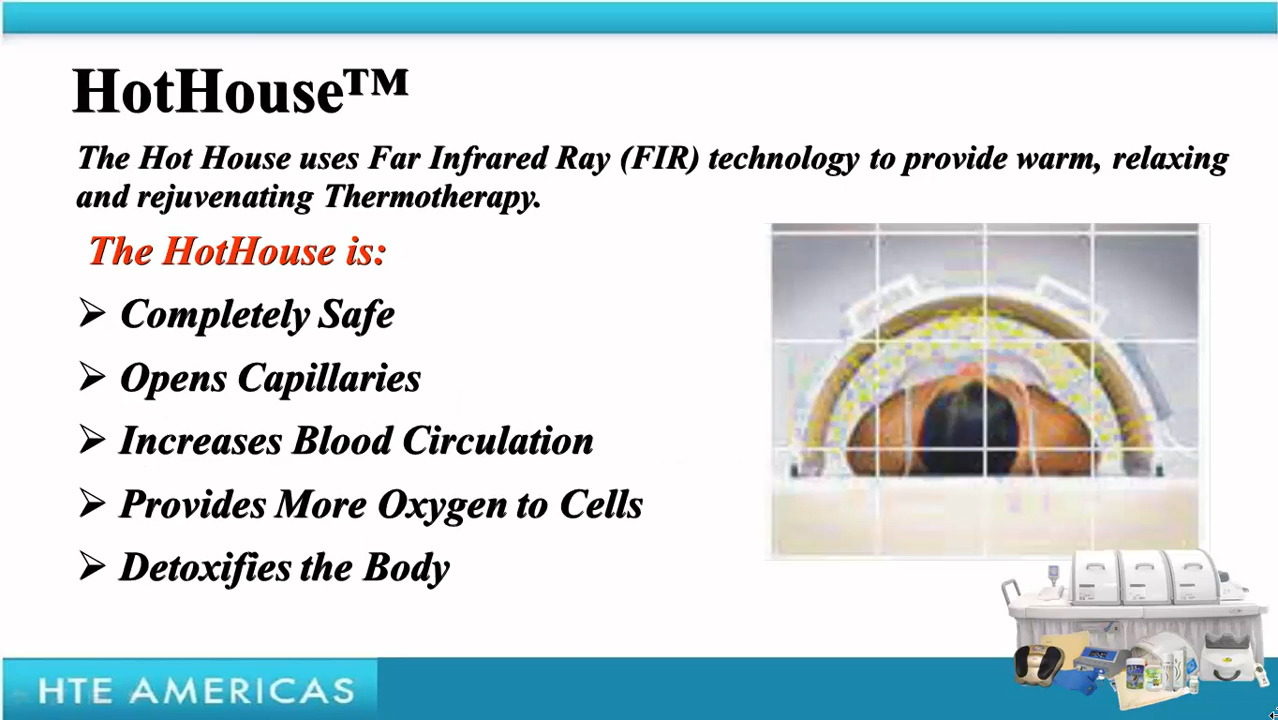 HotHouse™
The Hot House uses Far Infrared Ray (FIR) technology to provide warm, relaxing
and rejuvenating Thermotherapy.
The HotHouse is:
➢ Completely Safe
➢ Opens Capillaries
➢ Increases Blood Circulation
➢ Provides More Oxygen to Cells
➢ Detoxifies the Body
HTE AMERICAS